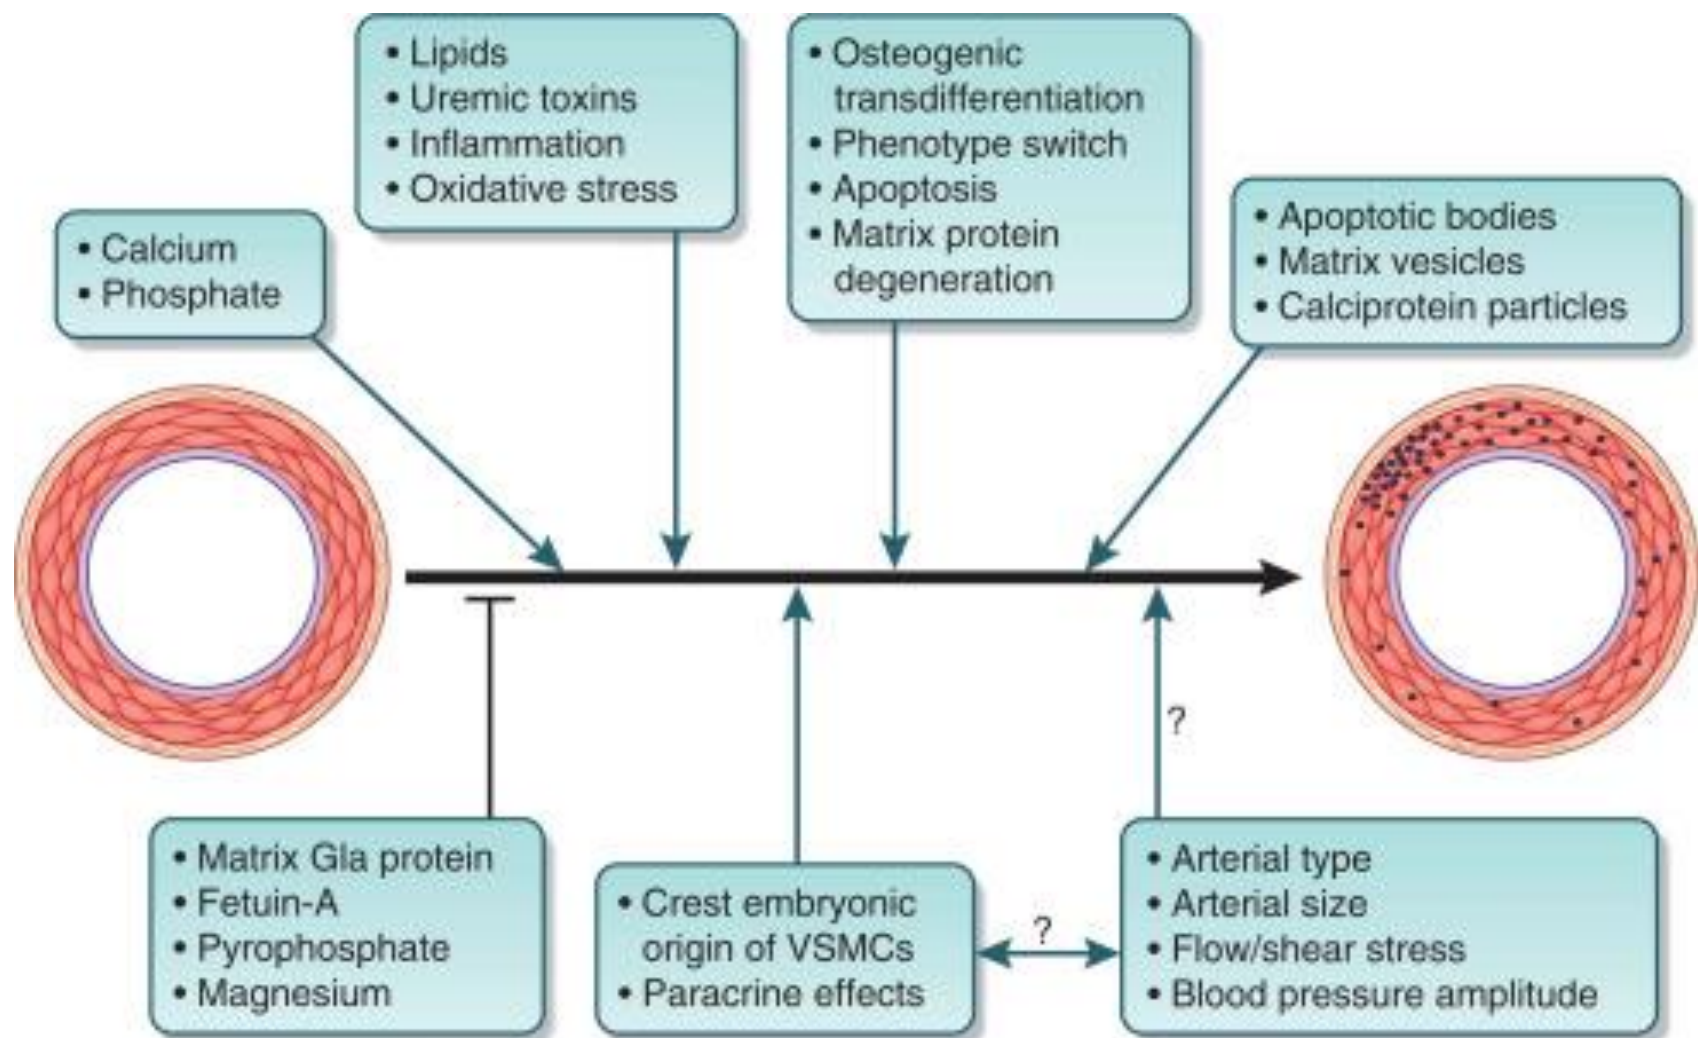 • Lipids
• Uremic toxins
• Inflammation
• Oxidative stress
• Osteogenic
transdifferentiation
• Phenotype switch
• Apoptosis
• Matrix protein
degeneration
• Calcium
• Phosphate
• Apoptotic bodies
• Matrix vesicles
• Calciprotein particles
?
• Matrix Gla protein
• Fetuin-A
• Pyrophosphate
• Magnesium
• Crest embryonic
origin of VSMCs
• Paracrine effects
?
• Arterial type
• Arterial size
• Flow/shear stress
• Blood pressure amplitude